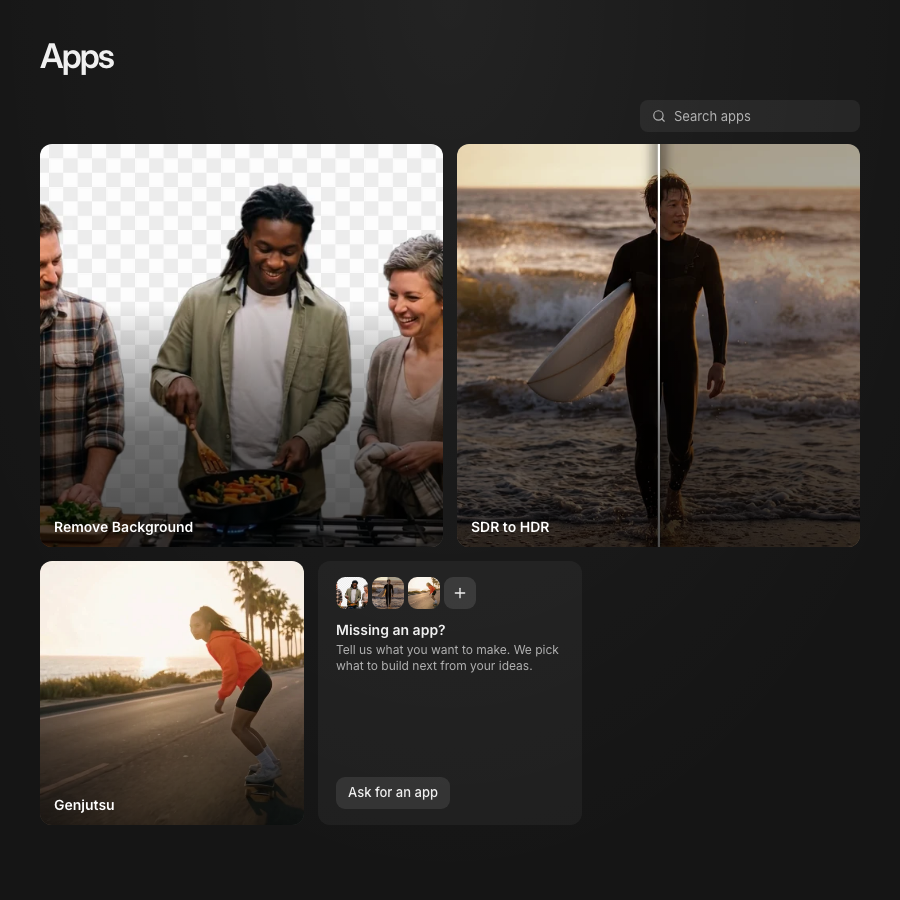 Apps
Search apps
Remove Background
SDR to HDR
Genjutsu
Missing an app?
Tell us what you want to make. We pick
what to build next from your ideas.
Ask for an app